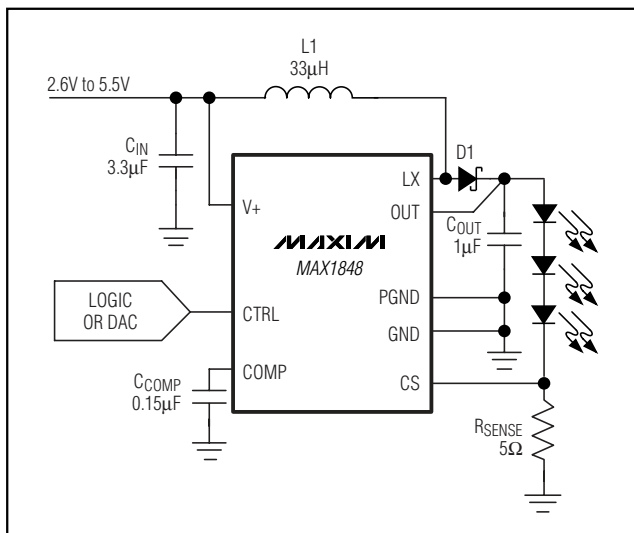 L1
33µH
2.6V to 5.5V
CIN
3.3µF
D1
LX
V+
OUT
COUT
1µF
MAXIM
MAX1848
PGND
LOGIC
OR DAC
CTRL
GND
COMP
CCOMP
0.15µF
CS
RSENSE
5Ω